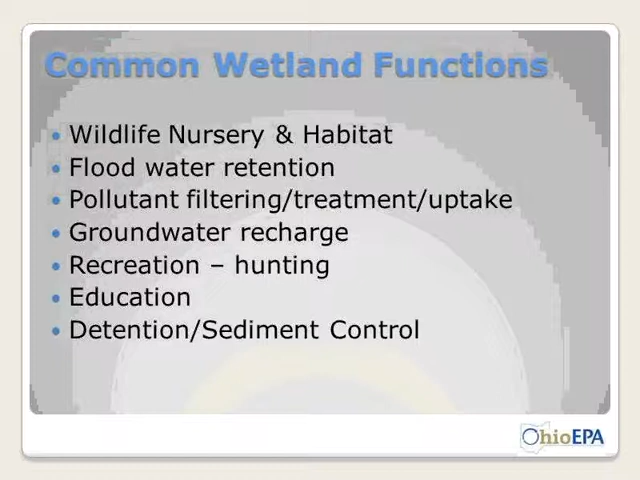 Common Wetland Functions
• Wildlife Nursery & Habitat
• Flood water retention
• Pollutant filtering/treatment/uptake
• Groundwater recharge
• Recreation – hunting
• Education
• Detention/Sediment Control
OhioEPA